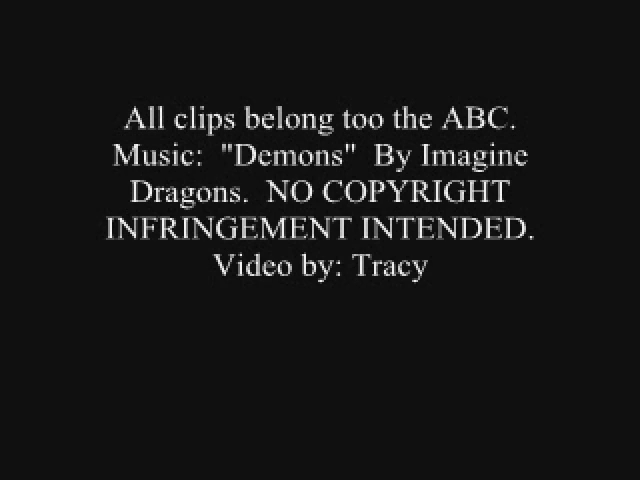 All clips belong too the ABC.
Music:  "Demons"  By Imagine
Dragons.  NO COPYRIGHT
INFRINGEMENT INTENDED.
Video by: Tracy